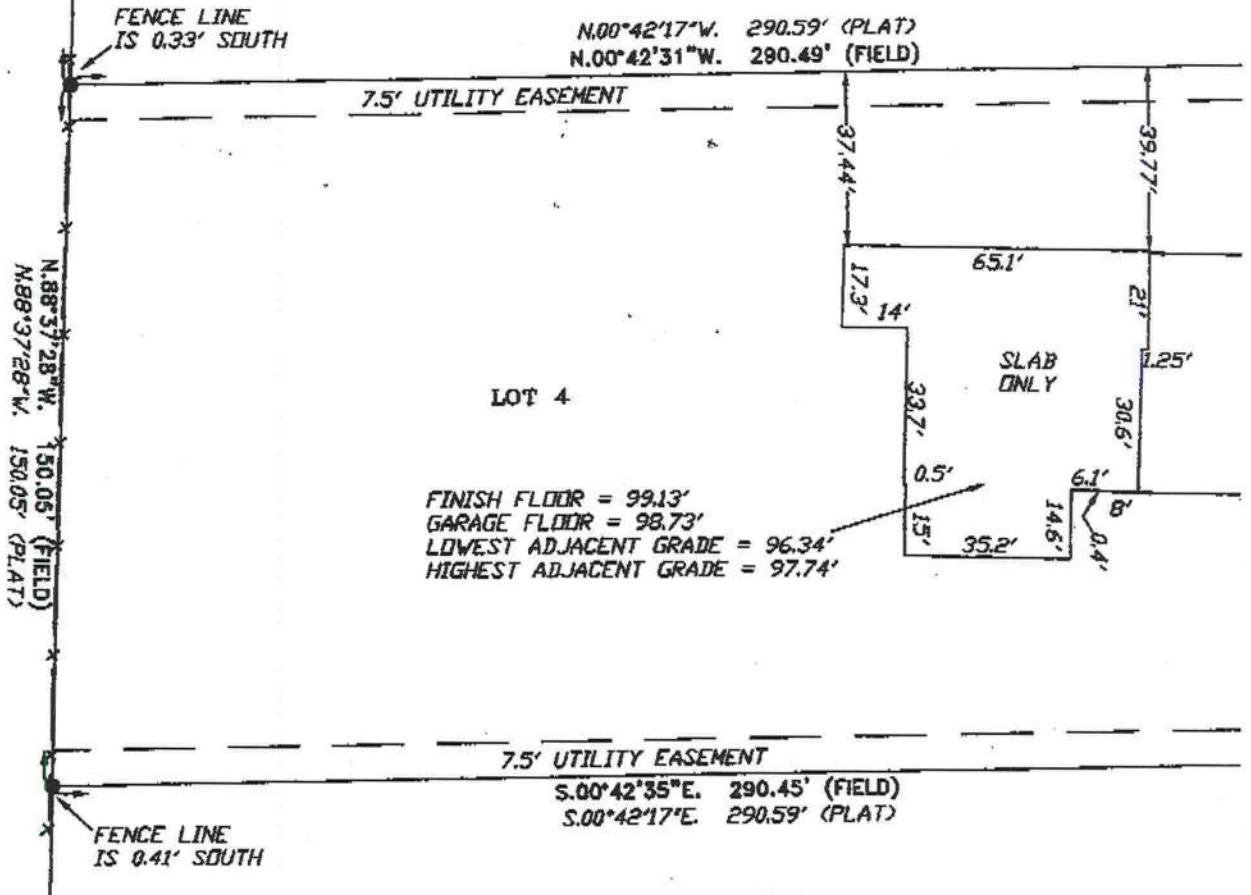 FENCE LINE
IS 0.33' SOUTH
N.00°42'17"W. 290.59' (PLAT)
N.00°42'31"W. 290.49' (FIELD)
7.5' UTILITY EASEMENT
37.44'
39.77'
65.1'
17.3'
14'
21'
SLAB
ONLY
1.25'
N.88°37'28"W. 150.05' (FIELD)
N.88°37'28"W. 150.05' (PLAT)
LOT 4
33.7'
30.6'
0.5'
6.1'
8'
FINISH FLOOR = 99.13'
GARAGE FLOOR = 98.73'
LOWEST ADJACENT GRADE = 96.34'
HIGHEST ADJACENT GRADE = 97.74'
15'
35.2'
14.6'
0.4'
7.5' UTILITY EASEMENT
S.00°42'35"E. 290.45' (FIELD)
S.00°42'17"E. 290.59' (PLAT)
FENCE LINE
IS 0.41' SOUTH